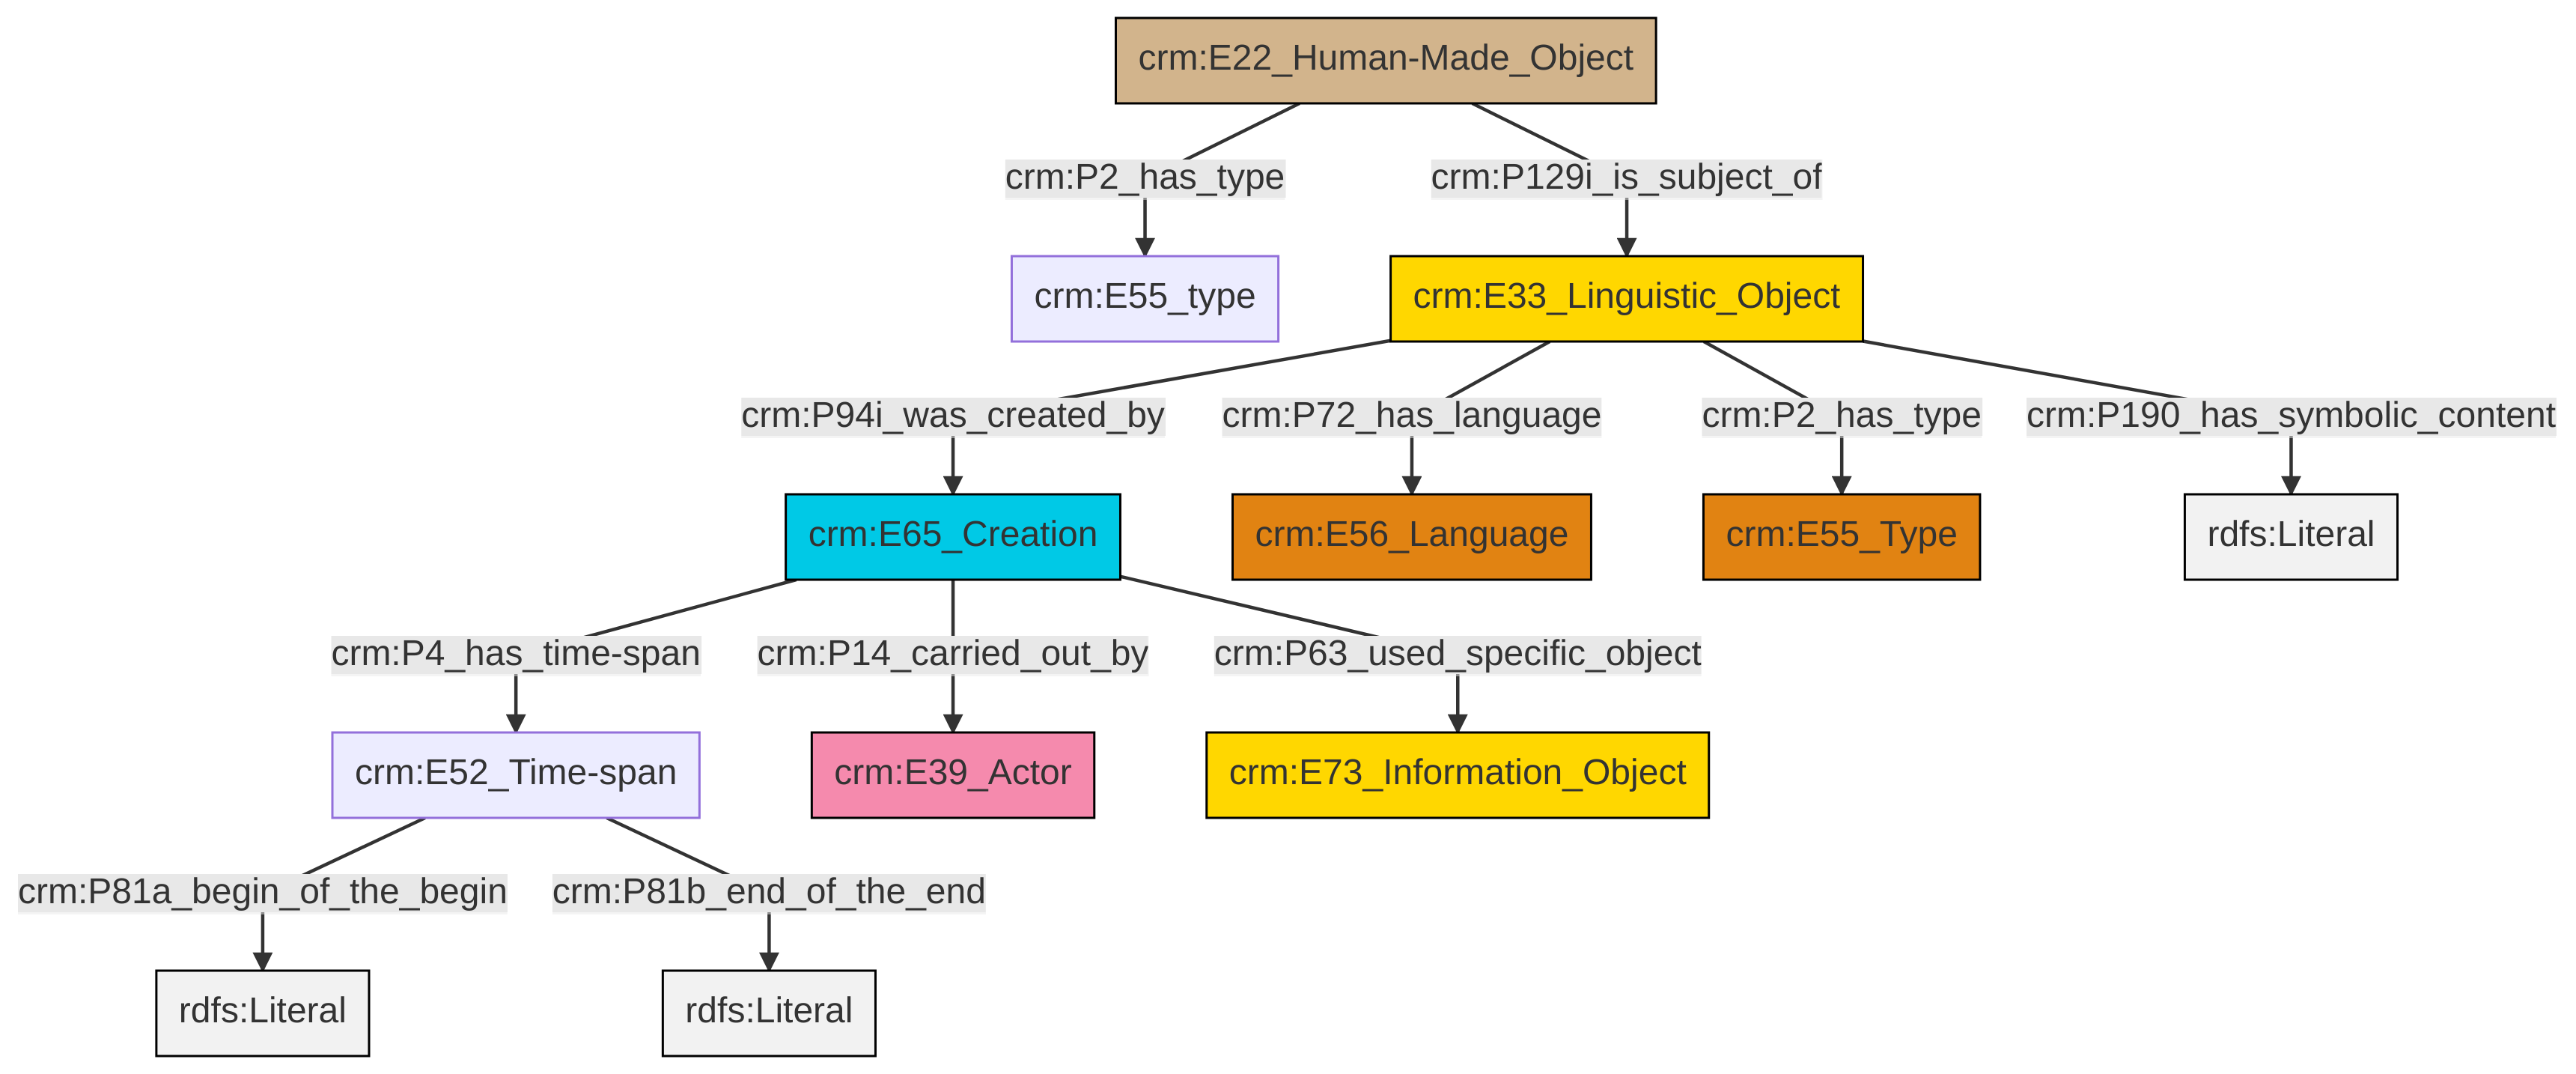 crm:E22_Human-Made_Object
crm:P2_has_type
crm:P129i_is_subject_of
crm:E55_type
crm:E33_Linguistic_Object
crm:P94i_was_created_by
crm:P72_has_language
crm:P2_has_type
crm:P190_has_symbolic_content
crm:E65_Creation
crm:E56_Language
crm:E55_Type
rdfs:Literal
crm:P4_has_time-span
crm:P14_carried_out_by
crm:P63_used_specific_object
crm:E52_Time-span
crm:E39_Actor
crm:E73_Information_Object
crm:P81a_begin_of_the_begin
crm:P81b_end_of_the_end
rdfs:Literal
rdfs:Literal